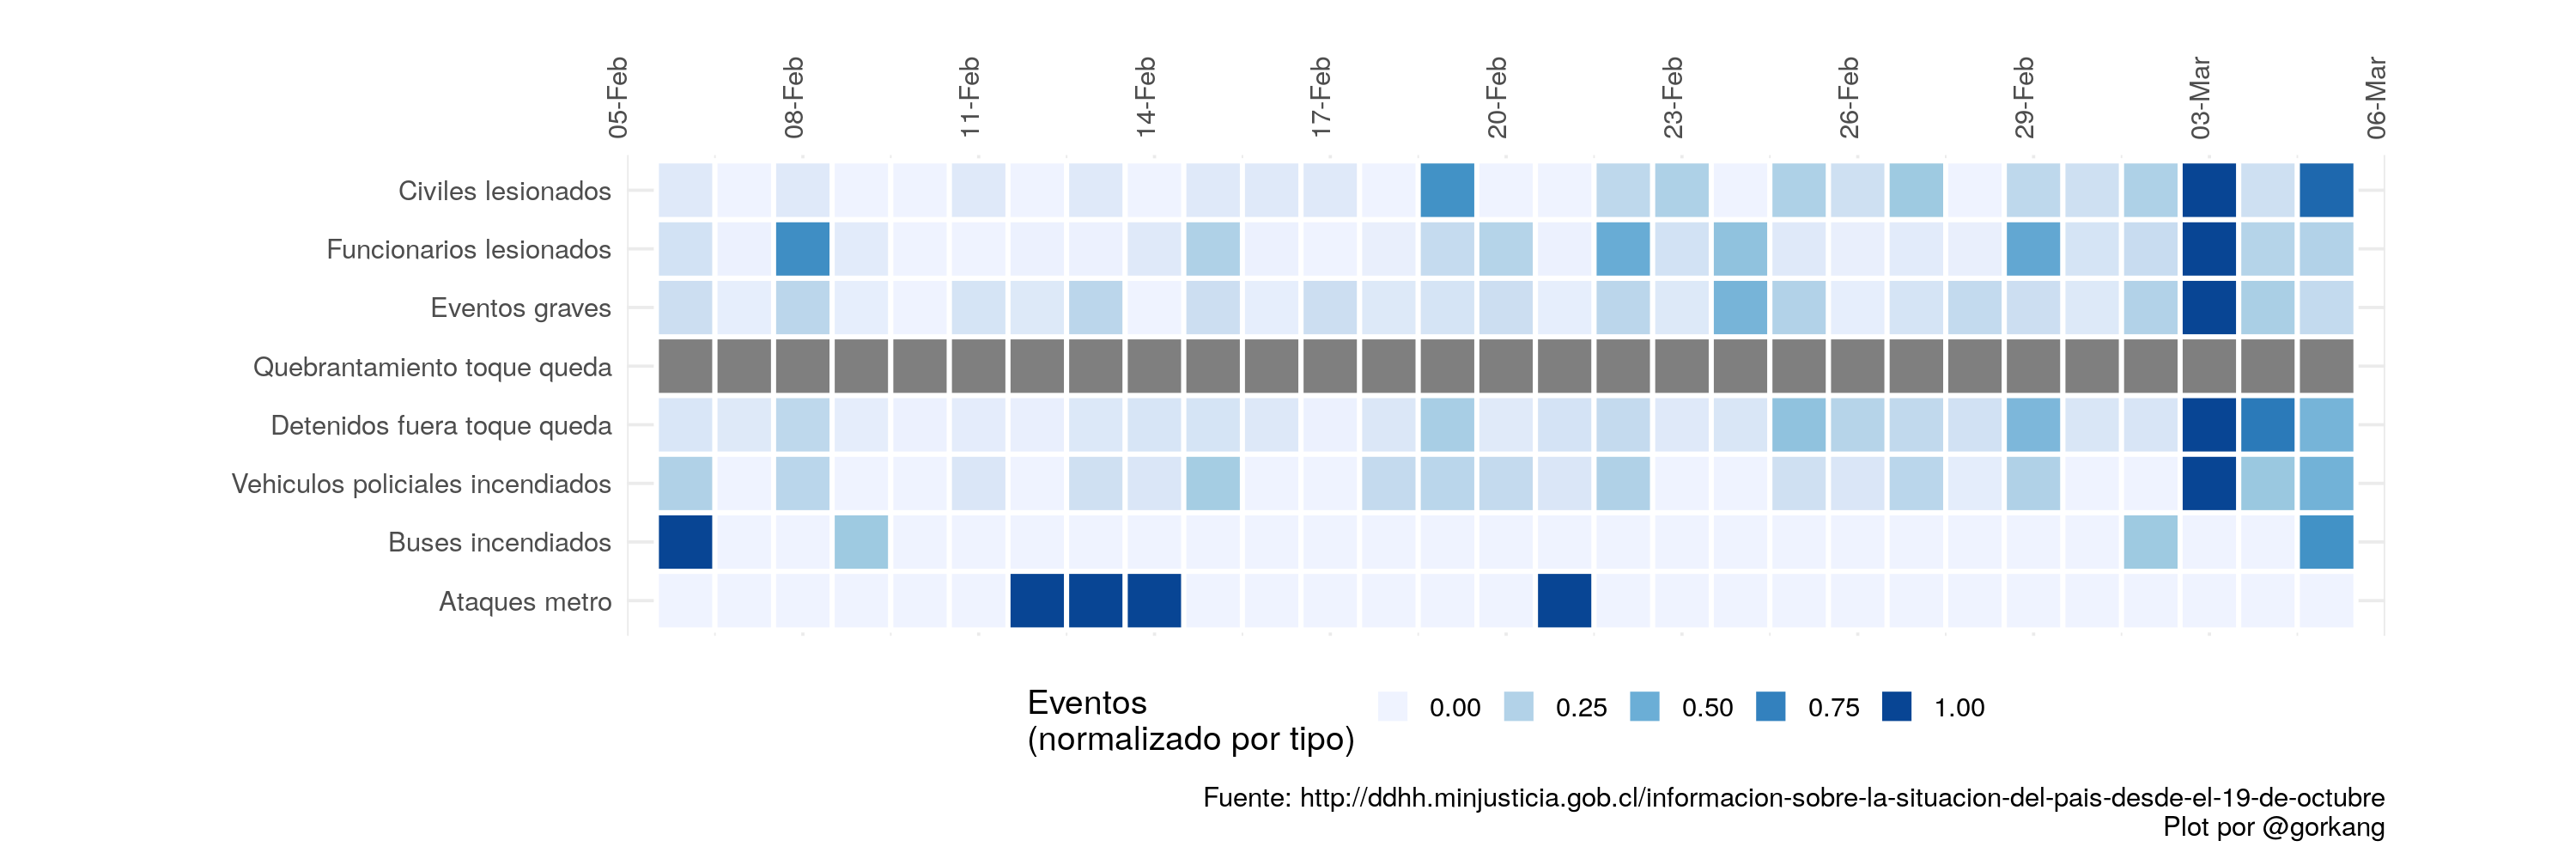 05-Feb
08-Feb
11-Feb
14-Feb
17-Feb
20-Feb
23-Feb
26-Feb
29-Feb
03-Mar
06-Mar
Civiles lesionados
Funcionarios lesionados
Eventos graves
Quebrantamiento toque queda
Detenidos fuera toque queda
Vehiculos policiales incendiados
Buses incendiados
Ataques metro
Eventos
(normalizado por tipo)
0.00 0.25 0.50 0.75 1.00
Fuente: http://ddhh.minjusticia.gob.cl/informacion-sobre-la-situacion-del-pais-desde-el-19-de-octubre
Plot por @gorkang